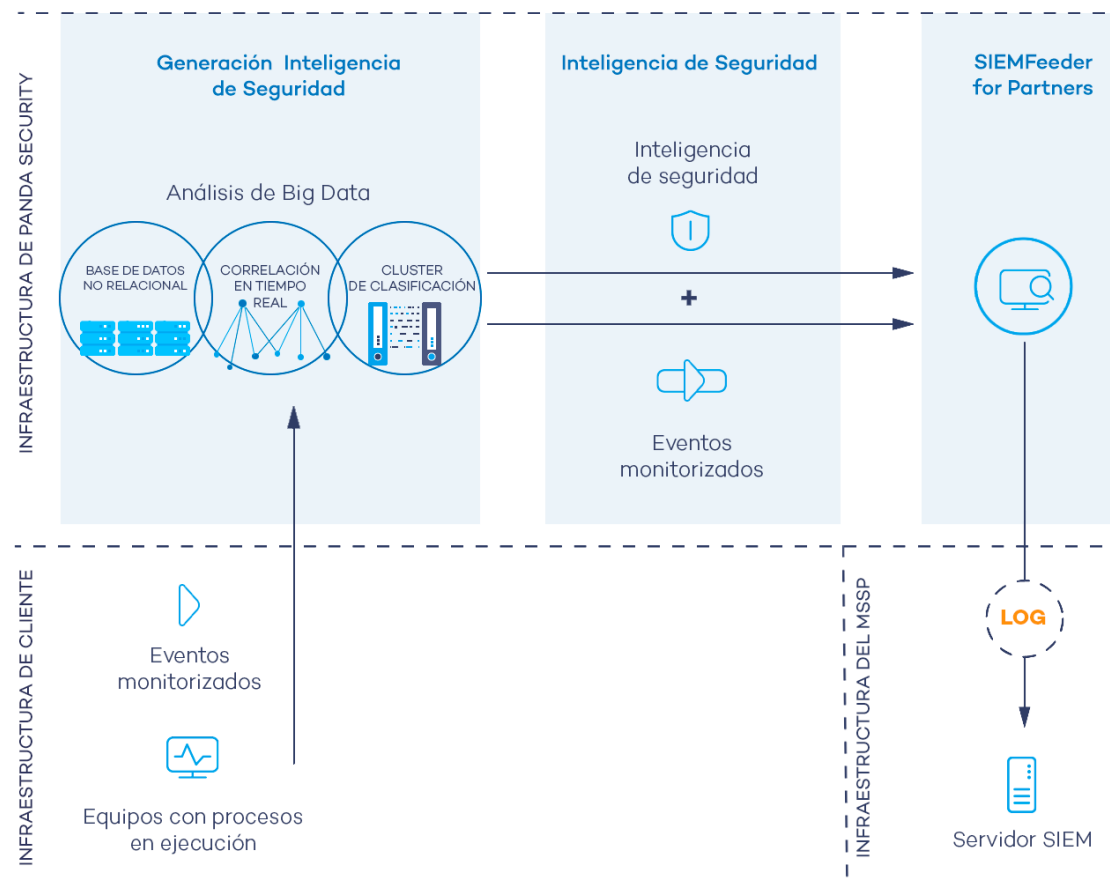 INFRAESTRUCTURA DE PANDA SECURITY
Generación Inteligencia
de Seguridad
Análisis de Big Data
BASE DE DATOS
NO RELACIONAL
CORRELACIÓN
EN TIEMPO
REAL
CLUSTER
DE CLASIFICACIÓN
Inteligencia de Seguridad
Inteligencia
de seguridad
+
Eventos
monitorizados
SIEMFeeder
for Partners
INFRAESTRUCTURA DE CLIENTE
Eventos
monitorizados
Equipos con procesos
en ejecución
INFRAESTRUCTURA DEL MSSP
LOG
Servidor SIEM